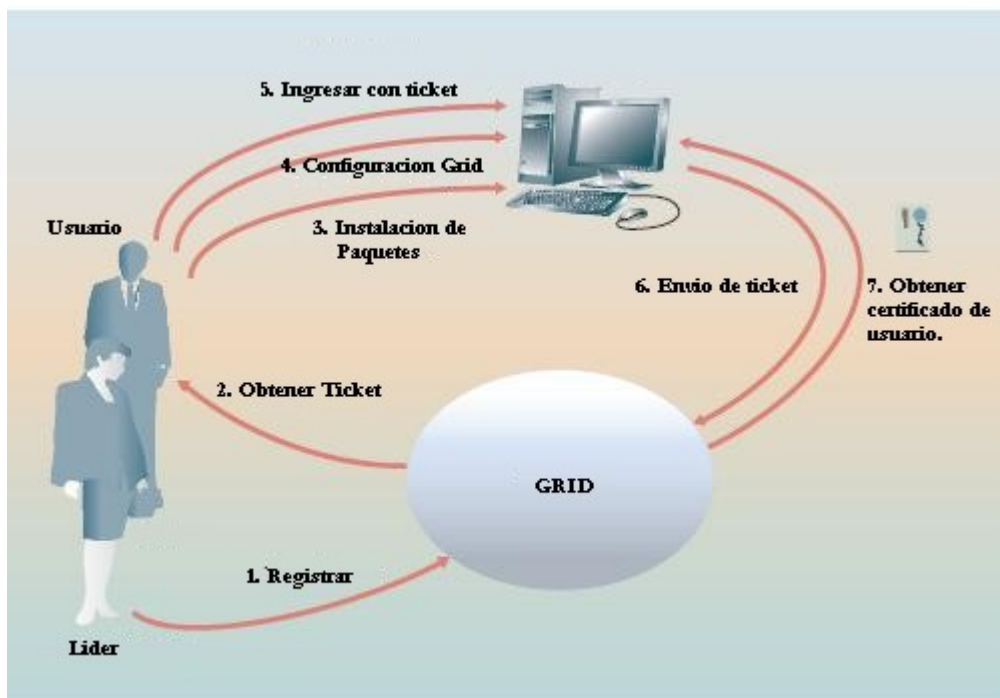 5. Ingresar con ticket
4. Configuracion Grid
3. Instalacion de
Paquetes
Usuario
6. Envio de ticket
7. Obtener
certificado de
usuario.
2. Obtener Ticket
GRID
1. Registrar
Lider